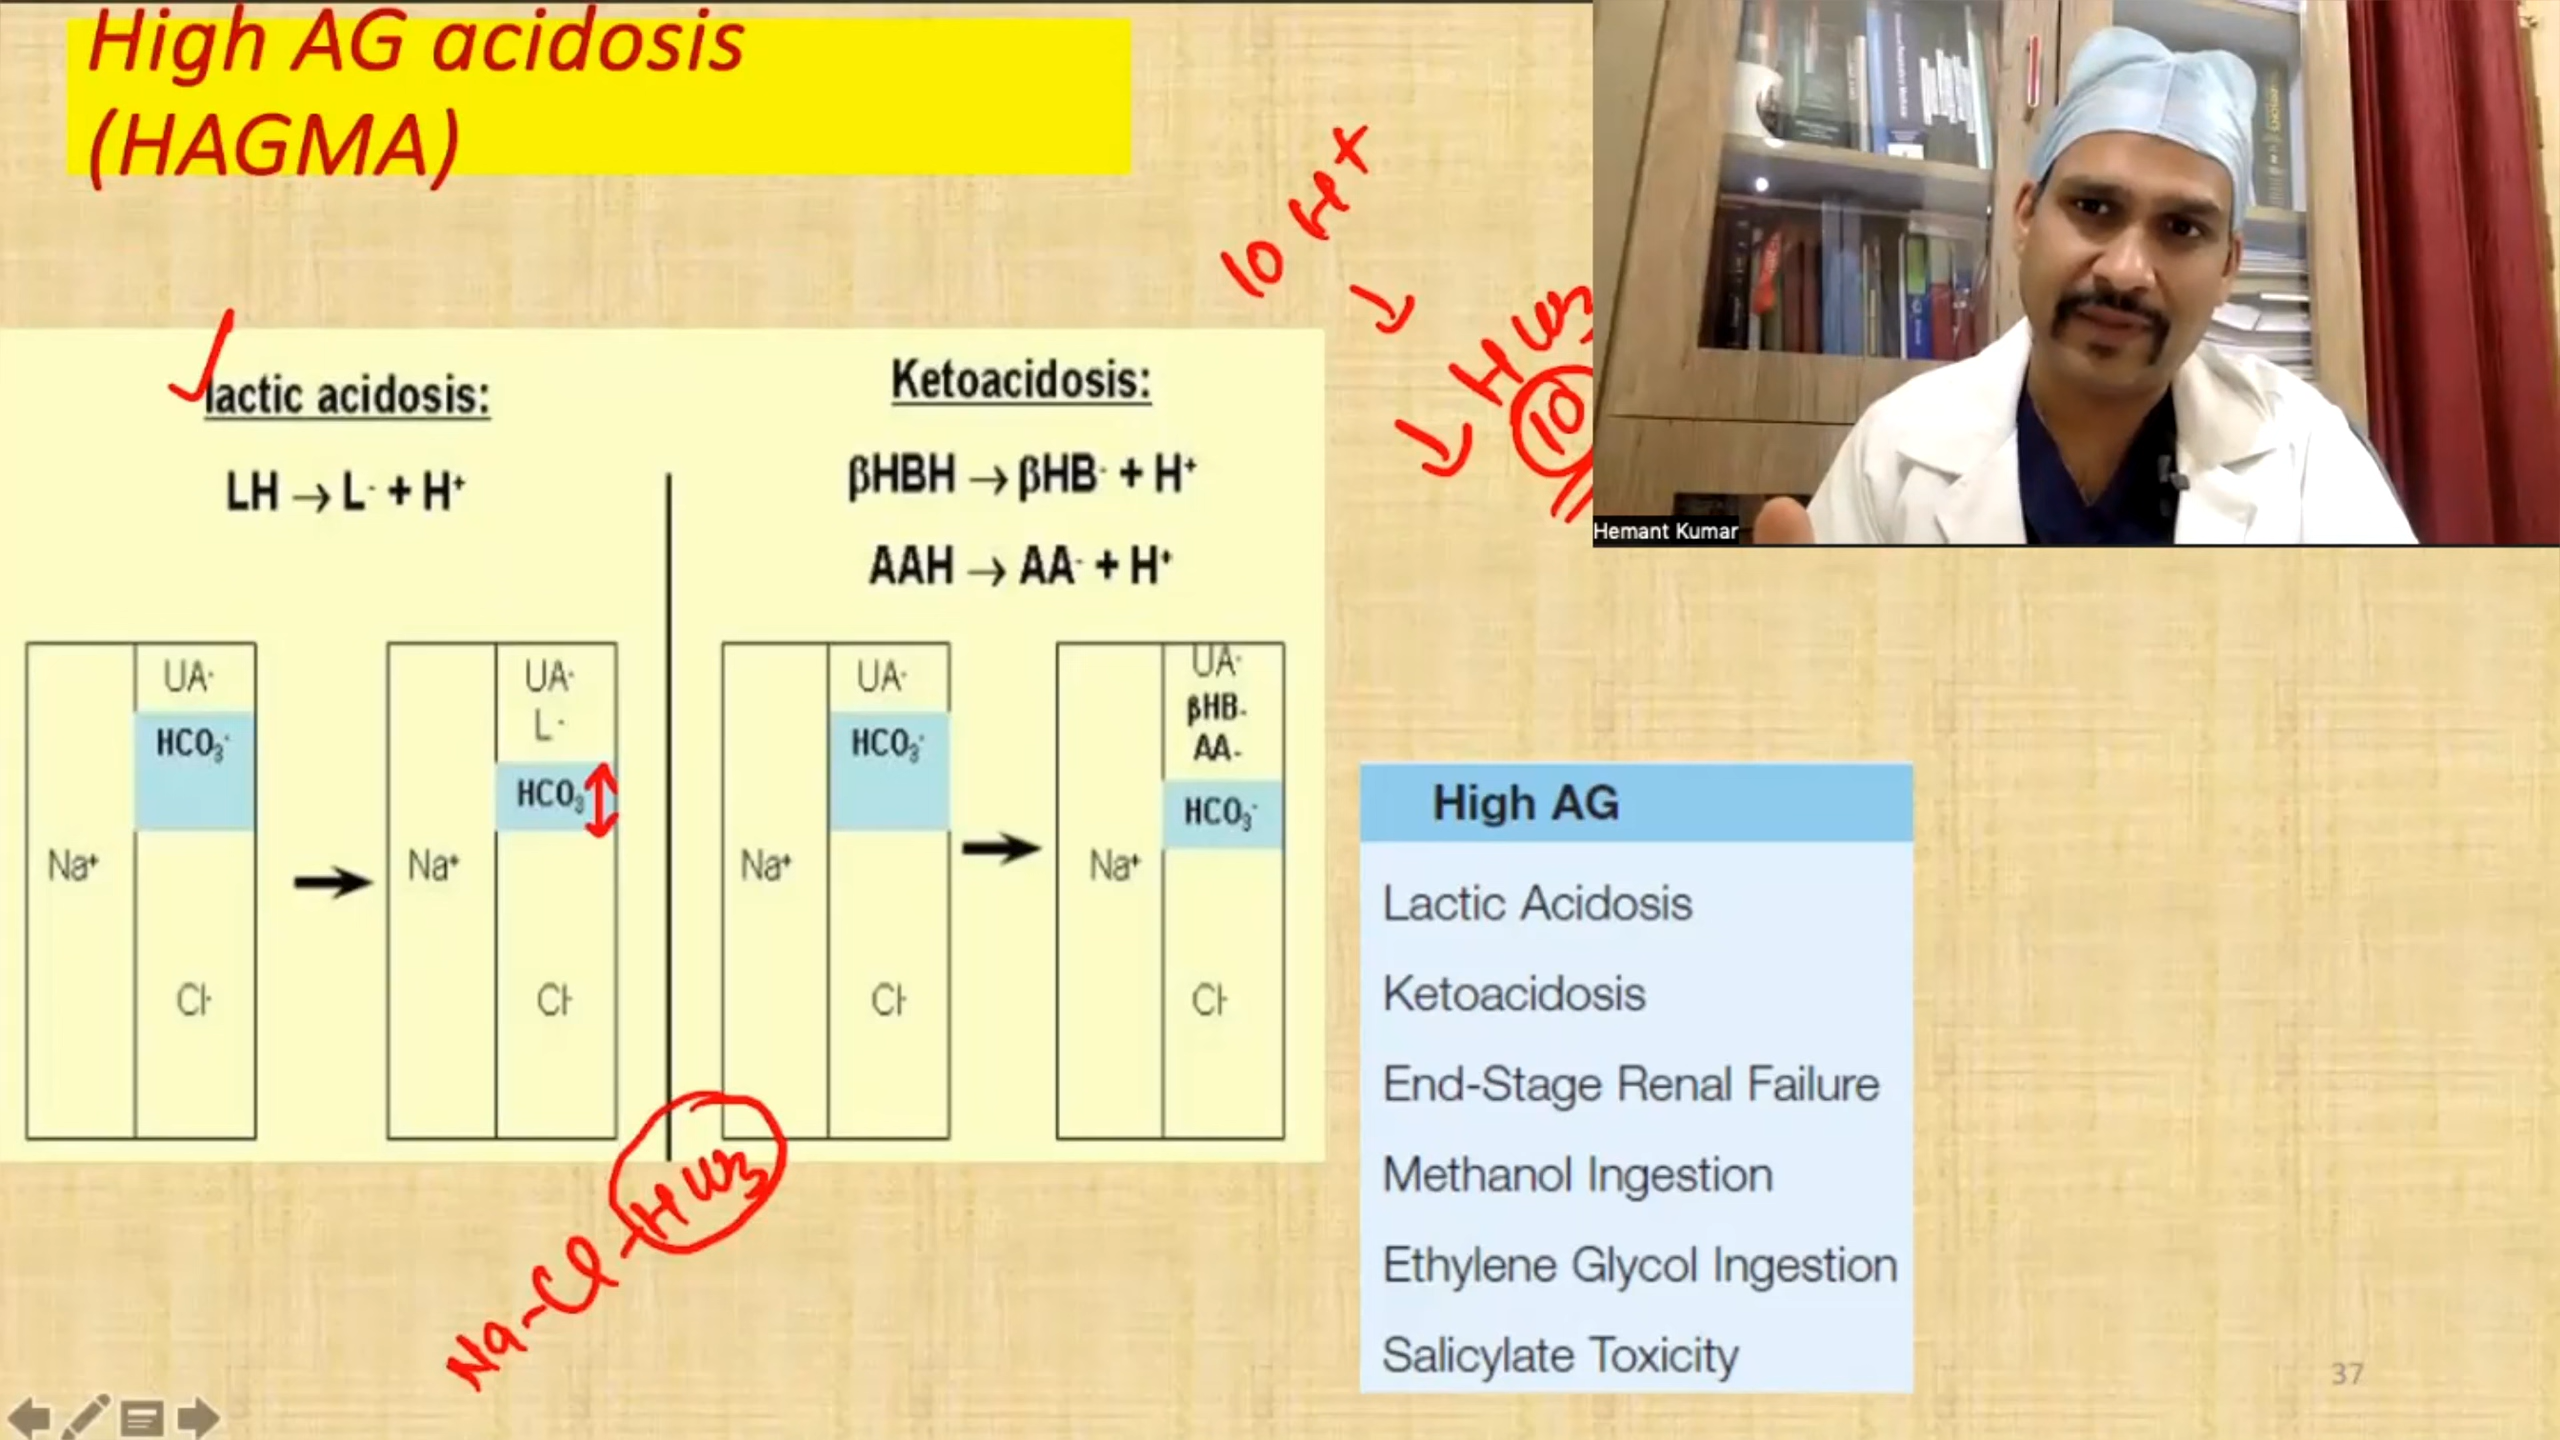 High AG acidosis
(HAGMA)
10 H+
↓
HCO3
↓ 10
Hemant Kumar
lactic acidosis:
LH → L- + H+
Ketoacidosis:
βHBH → βHB- + H+
AAH → AA- + H+
UA-
HCO3-
Na+
Cl-
UA-
L-
HCO3
Na+
Cl-
UA-
HCO3-
Na+
Cl-
UA-
βHB-
AA-
HCO3-
Na+
Cl-
Na-Cl-HCO3
High AG
Lactic Acidosis
Ketoacidosis
End-Stage Renal Failure
Methanol Ingestion
Ethylene Glycol Ingestion
Salicylate Toxicity
37